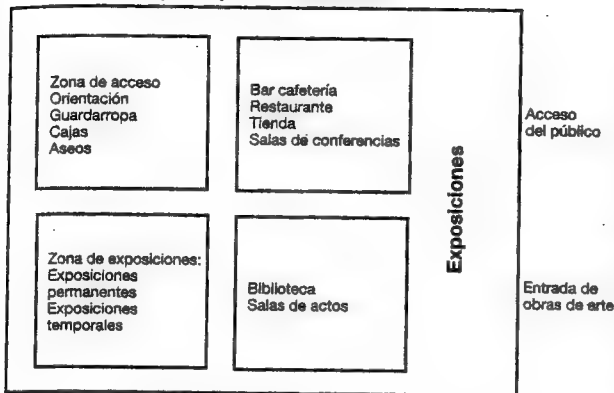 Zona de acceso
Orientación
Guardarropa
Cajas
Aseos
Bar cafetería
Restaurante
Tienda
Salas de conferencias
Acceso
del público
Exposiciones
Zona de exposiciones:
Exposiciones
permanentes
Exposiciones
temporales
Biblioteca
Salas de actos
Entrada de
obras de arte